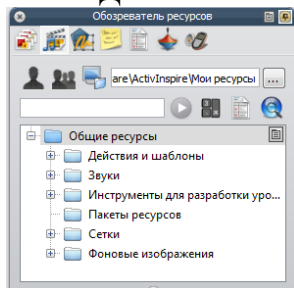 Обозреватель ресурсов
are\ActivInspire\Мои ресурсы ...
Общие ресурсы
Действия и шаблоны
Звуки
Инструменты для разработки уро...
Пакеты ресурсов
Сетки
Фоновые изображения